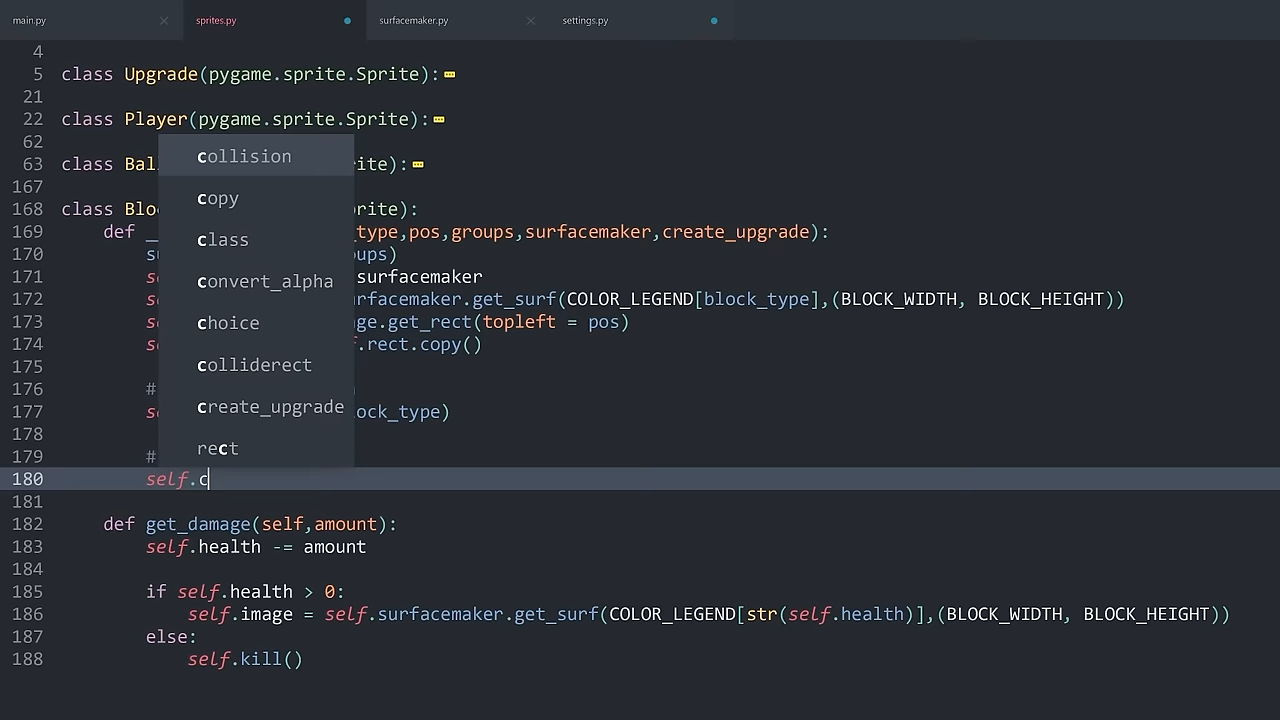 main.py sprites.py surfacemaker.py settings.py
4
5 class Upgrade(pygame.sprite.Sprite):
21
22 class Player(pygame.sprite.Sprite):
62
63 class Bal rite):
167
168 class Blo prite):
169 def _ type,pos,groups,surfacemaker,create_upgrade):
170 su ups)
171 se surfacemaker
172 se urfacemaker.get_surf(COLOR_LEGEND[block_type],(BLOCK_WIDTH, BLOCK_HEIGHT))
173 se ge.get_rect(topleft = pos)
174 se .rect.copy()
175
176 #
177 se ock_type)
178
179 #
180 self.c
181
182 def get_damage(self,amount):
183 self.health -= amount
184
185 if self.health > 0:
186 self.image = self.surfacemaker.get_surf(COLOR_LEGEND[str(self.health)],(BLOCK_WIDTH, BLOCK_HEIGHT))
187 else:
188 self.kill()
collision
copy
class
convert_alpha
choice
colliderect
create_upgrade
rect